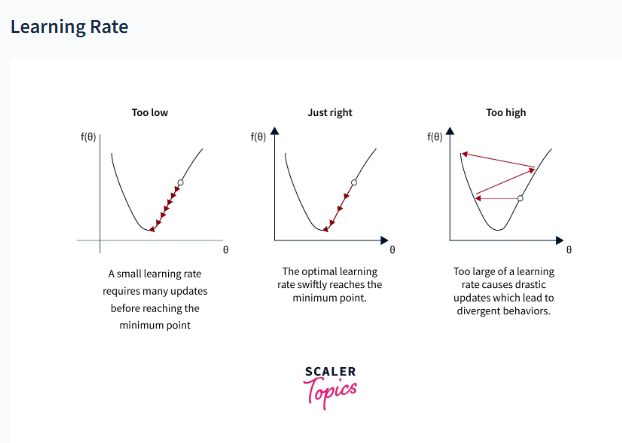 Learning Rate
Too low
f(θ)
θ
A small learning rate
requires many updates
before reaching the
minimum point
Just right
f(θ)
θ
The optimal learning
rate swiftly reaches the
minimum point.
Too high
f(θ)
θ
Too large of a learning
rate causes drastic
updates which lead to
divergent behaviors.
SCALER
Topics